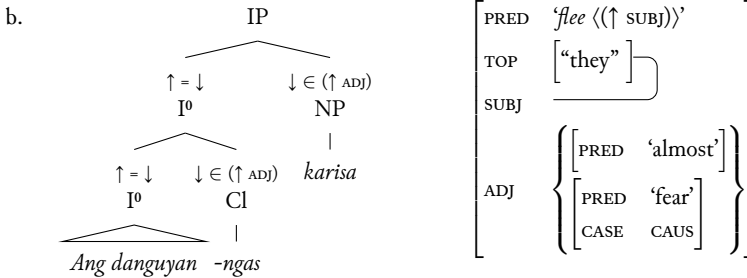 b. IP
↑ = ↓ ↓ ∈ (↑ ADJ)
I⁰ NP
↑ = ↓ ↓ ∈ (↑ ADJ) karisa
I⁰ Cl
Ang danguyan -ngas
PRED ‘flee ⟨(↑ SUBJ)⟩’
TOP [“they”]
SUBJ
ADJ
{[PRED ‘almost’]
[PRED ‘fear’
CASE CAUS]}